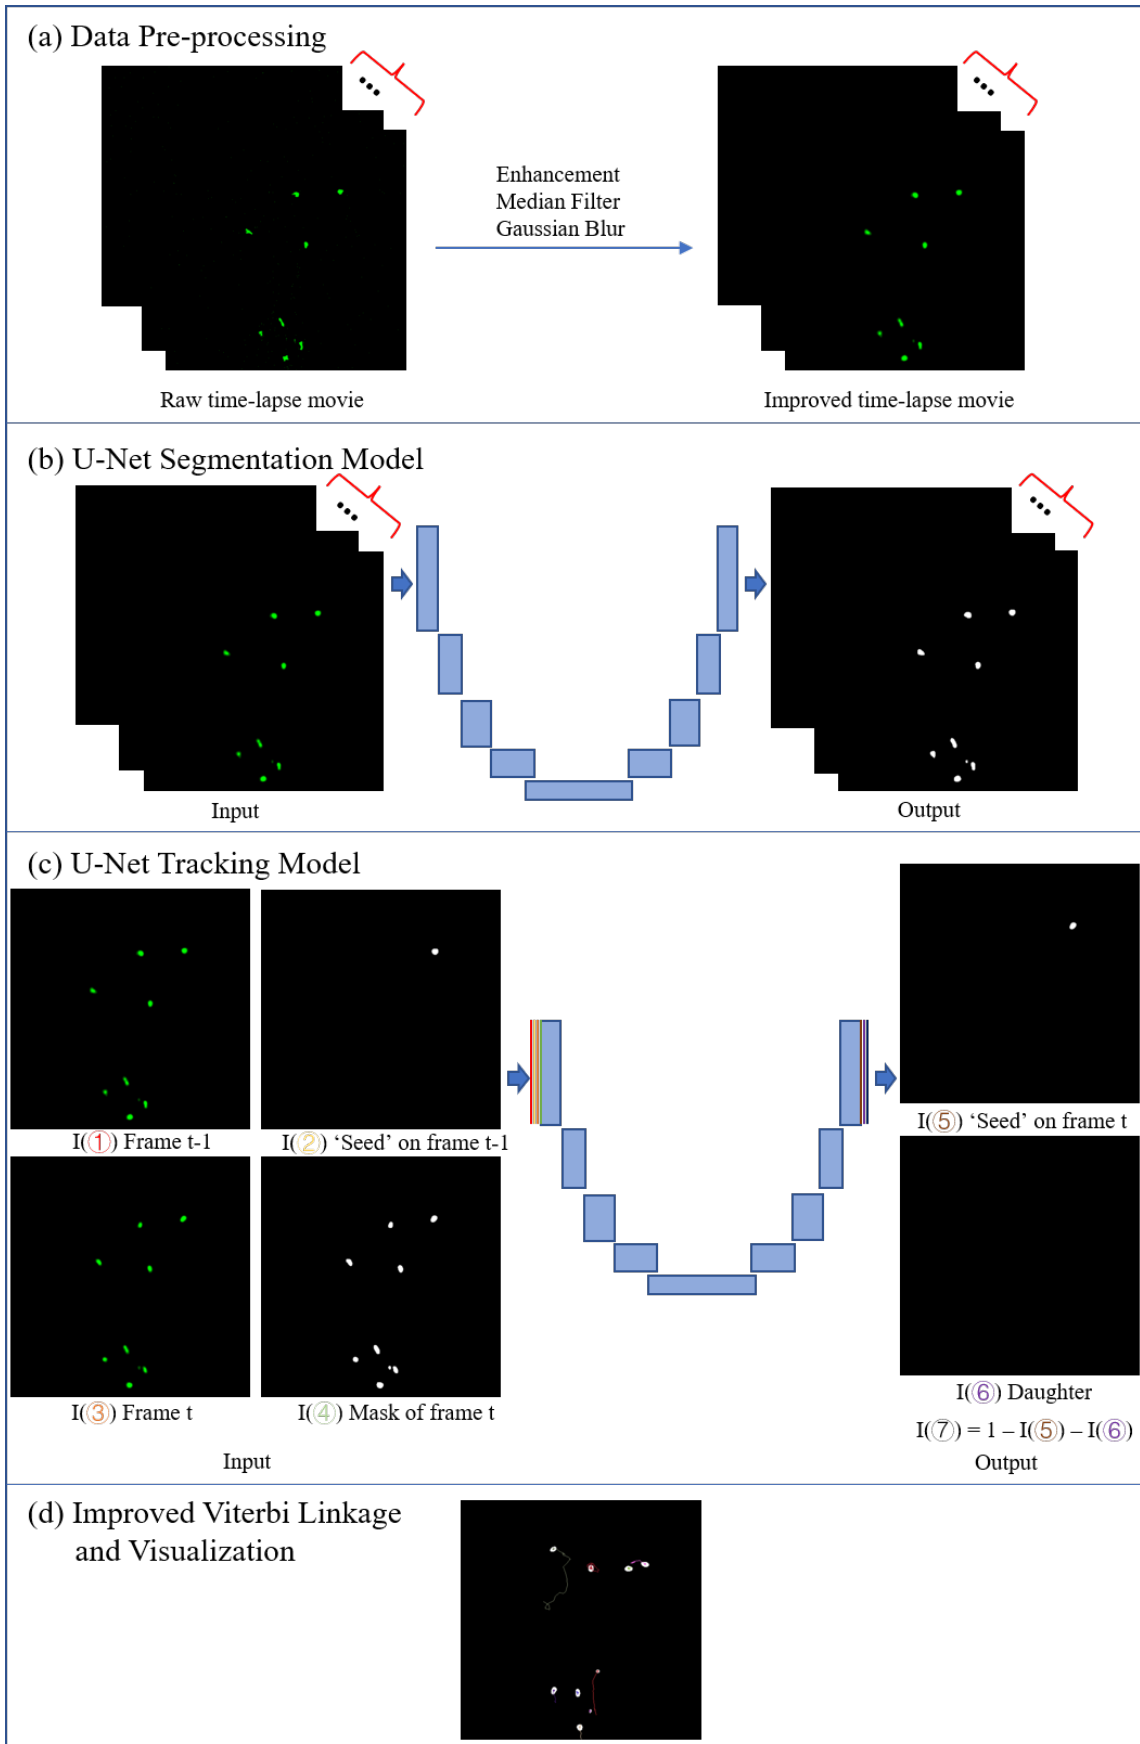 (a) Data Pre-processing
Enhancement
Median Filter
Gaussian Blur
Raw time-lapse movie
Improved time-lapse movie
(b) U-Net Segmentation Model
Input
Output
(c) U-Net Tracking Model
I(①) Frame t-1
I(②) ‘Seed’ on frame t-1
I(⑤) ‘Seed’ on frame t
I(③) Frame t
I(④) Mask of frame t
I(⑥) Daughter
I(⑦) = 1 – I(⑤) – I(⑥)
Input
Output
(d) Improved Viterbi Linkage
and Visualization